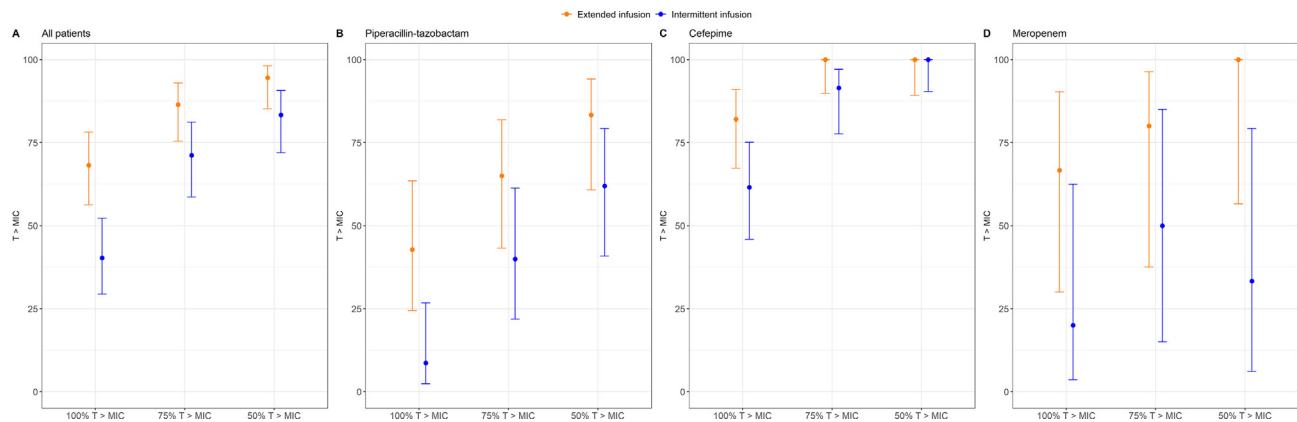 Extended infusion Intermittent infusion
A All patients
B Piperacillin-tazobactam
C Cefepime
D Meropenem
T > MIC
100
75
50
25
0
100% T > MIC 75% T > MIC 50% T > MIC
T > MIC
100
75
50
25
0
100% T > MIC 75% T > MIC 50% T > MIC
T > MIC
100
75
50
25
0
100% T > MIC 75% T > MIC 50% T > MIC
T > MIC
100
75
50
25
0
100% T > MIC 75% T > MIC 50% T > MIC